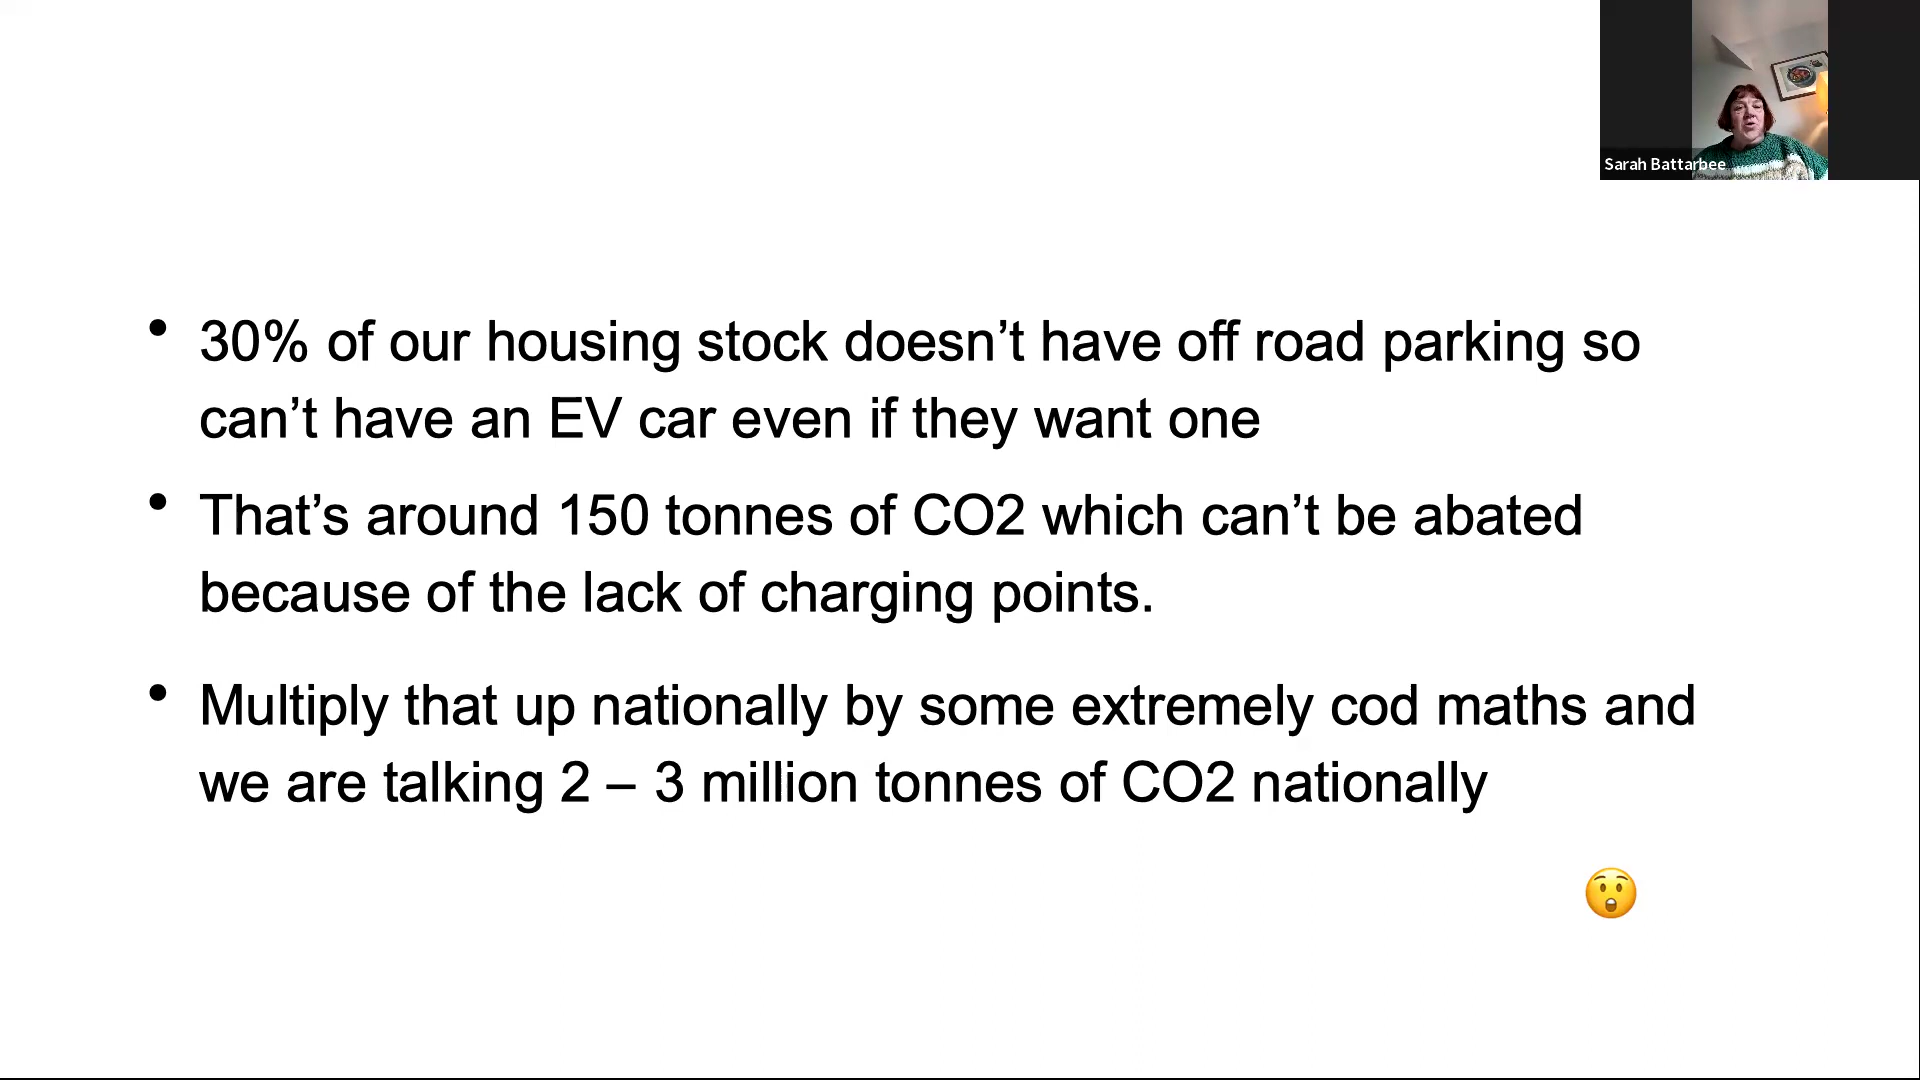 Sarah Battarbee
• 30% of our housing stock doesn’t have off road parking so
can’t have an EV car even if they want one
• That’s around 150 tonnes of CO2 which can’t be abated
because of the lack of charging points.
• Multiply that up nationally by some extremely cod maths and
we are talking 2 – 3 million tonnes of CO2 nationally